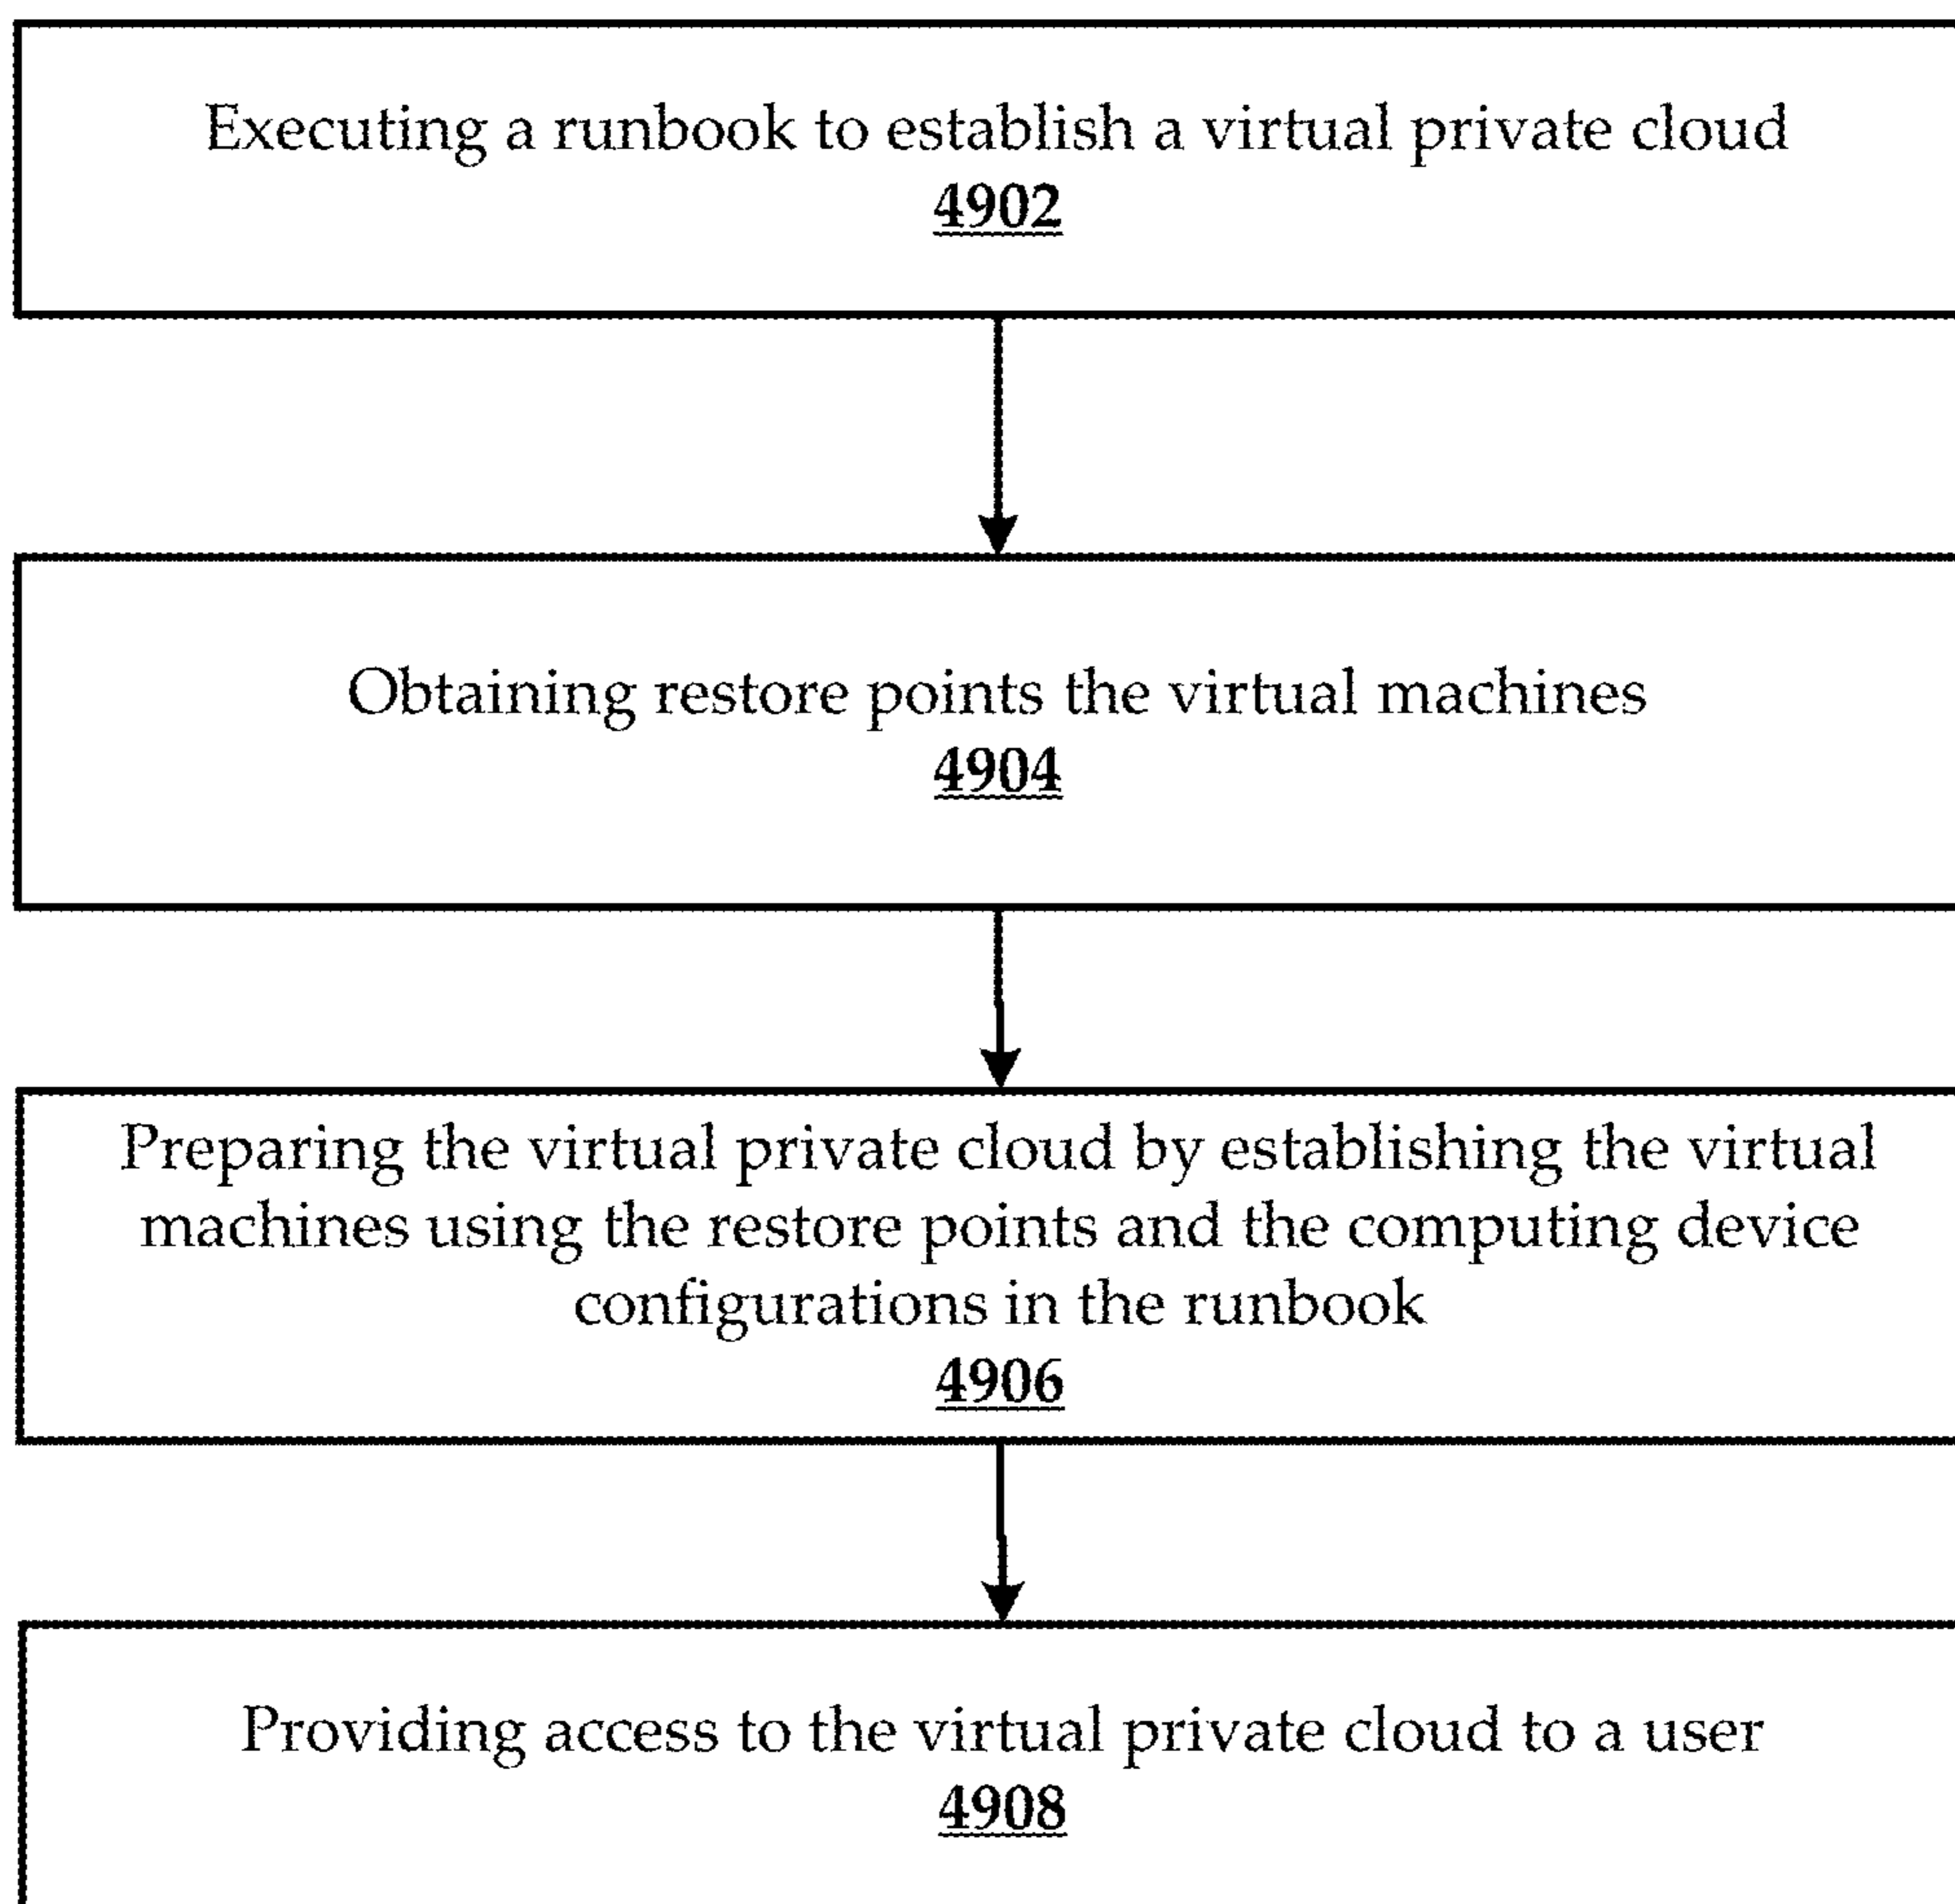 Executing a runbook to establish a virtual private cloud
4902
Obtaining restore points the virtual machines
4904
Preparing the virtual private cloud by establishing the virtual
machines using the restore points and the computing device
configurations in the runbook
4906
Providing access to the virtual private cloud to a user
4908